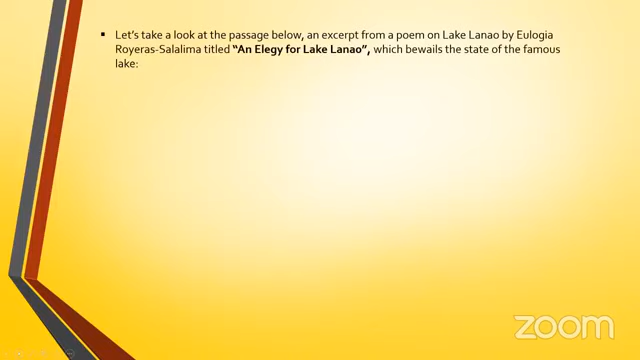 ▪ Let's take a look at the passage below, an excerpt from a poem on Lake Lanao by Eulogia
Royeras-Salalima titled "An Elegy for Lake Lanao", which bewails the state of the famous
lake:
zoom